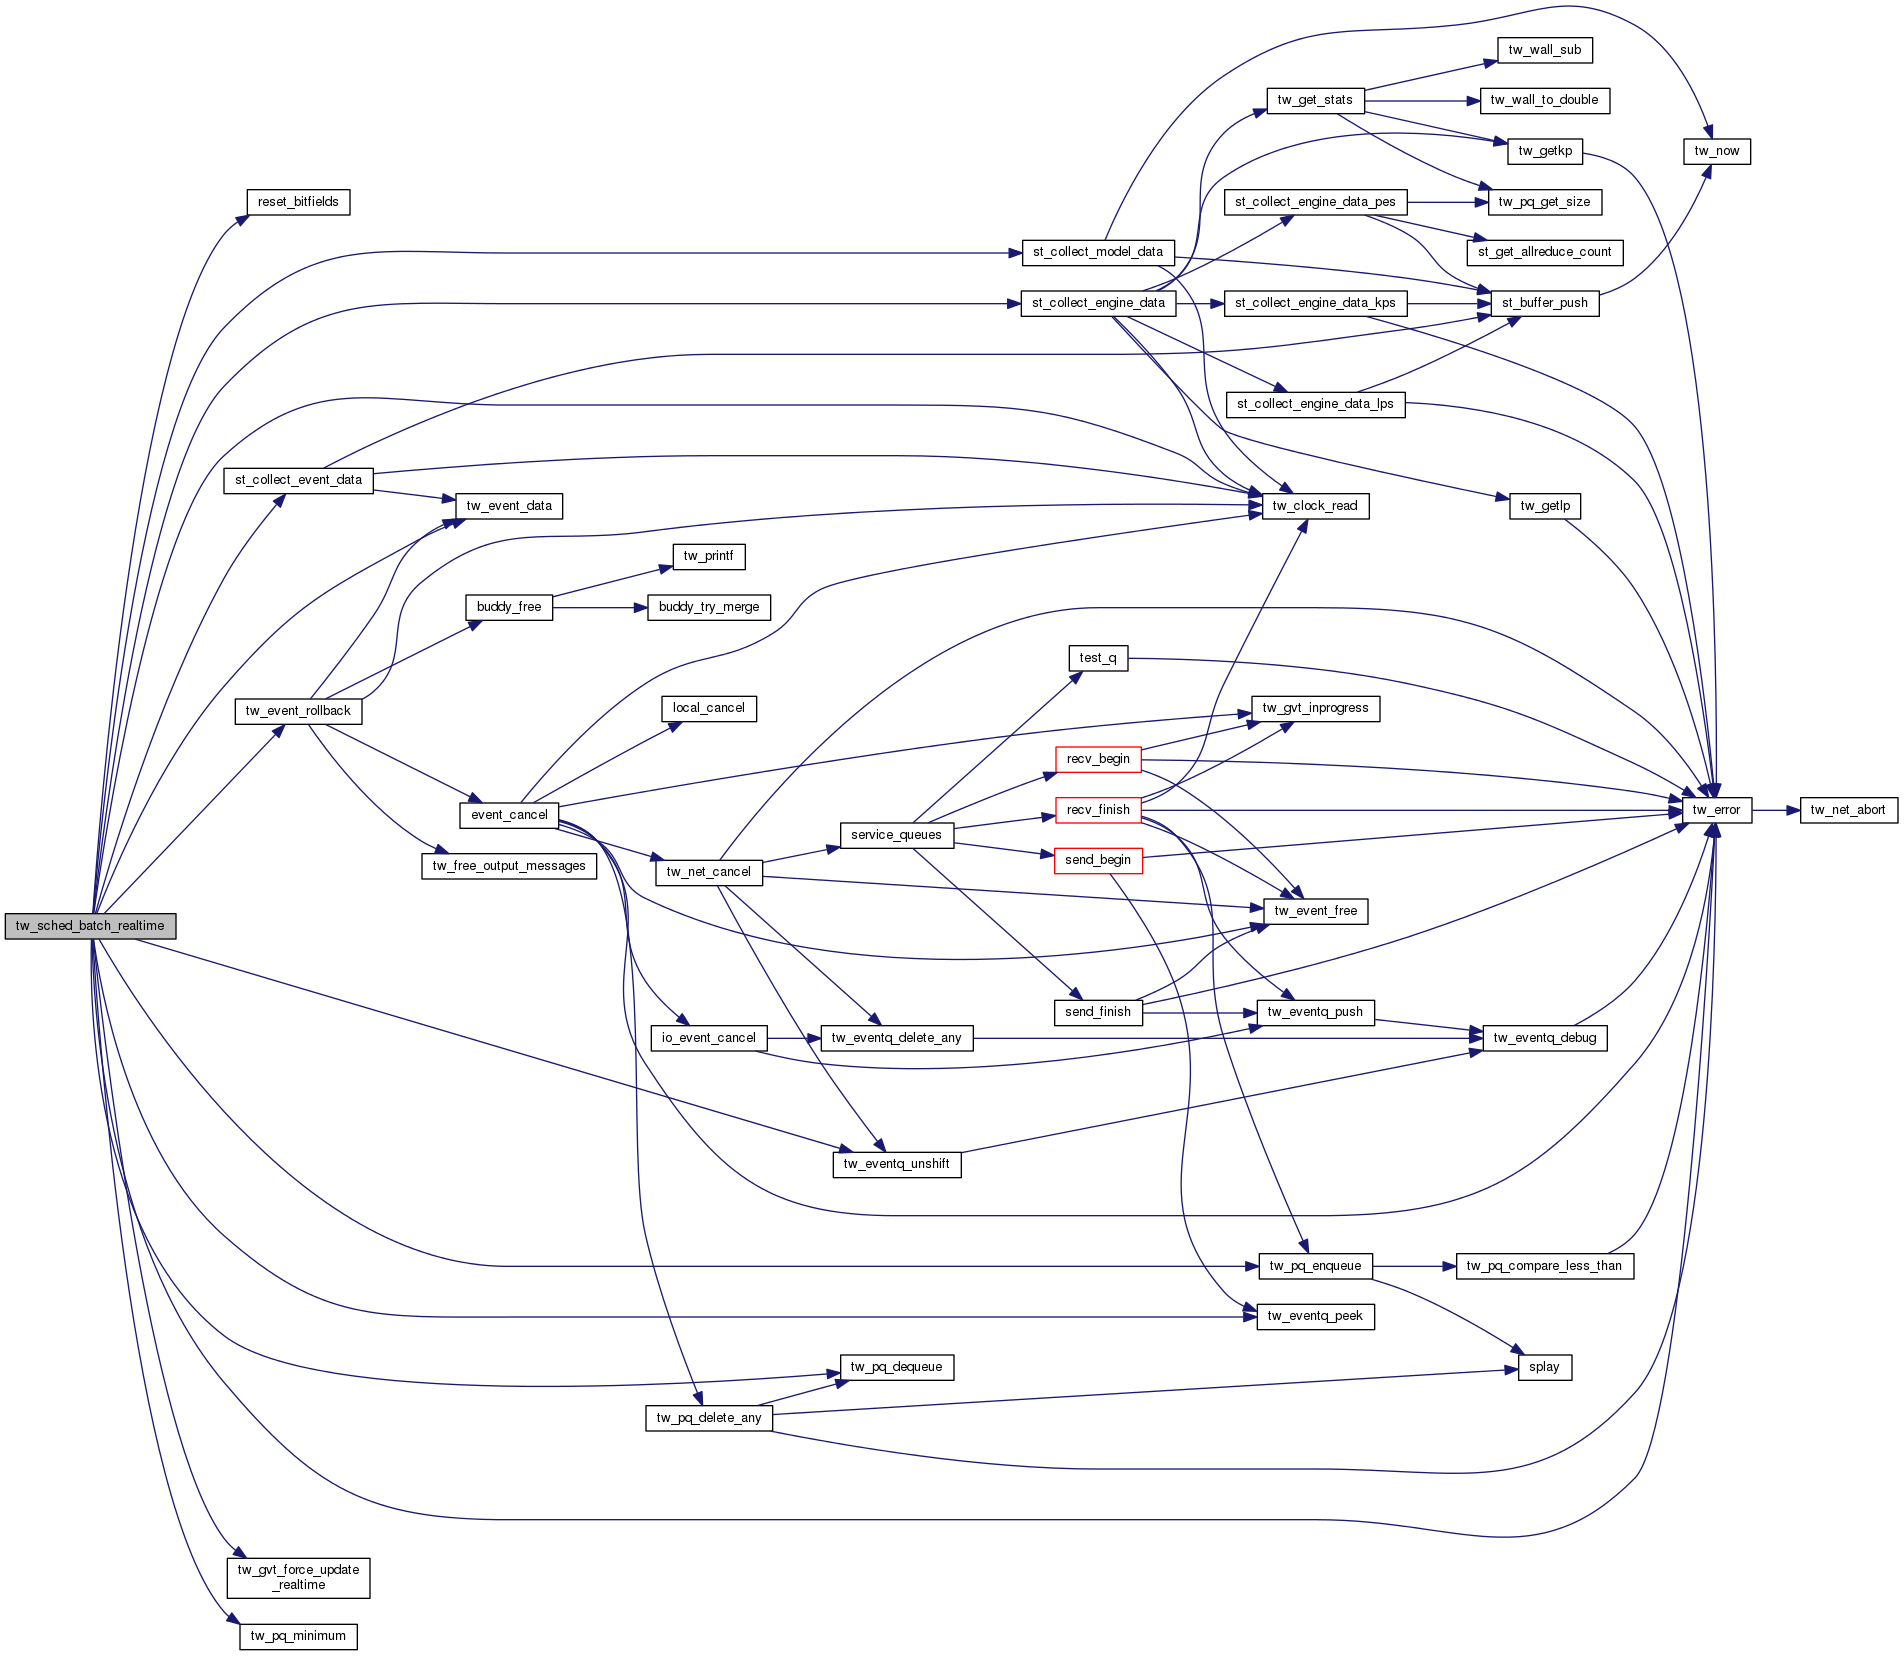 tw_wall_sub
tw_get_stats
tw_wall_to_double
tw_getkp
tw_now
reset_bitfields
st_collect_engine_data_pes
tw_pq_get_size
st_collect_model_data
st_get_allreduce_count
st_collect_engine_data
st_collect_engine_data_kps
st_buffer_push
st_collect_engine_data_lps
st_collect_event_data
tw_event_data
tw_clock_read
tw_getlp
tw_printf
buddy_free
buddy_try_merge
test_q
tw_event_rollback
local_cancel
tw_gvt_inprogress
recv_begin
event_cancel
recv_finish
tw_error
tw_net_abort
service_queues
tw_free_output_messages
tw_net_cancel
send_begin
tw_event_free
tw_sched_batch_realtime
send_finish
tw_eventq_push
io_event_cancel
tw_eventq_delete_any
tw_eventq_debug
tw_eventq_unshift
tw_pq_enqueue
tw_pq_compare_less_than
tw_eventq_peek
tw_pq_dequeue
splay
tw_pq_delete_any
tw_gvt_force_update
_realtime
tw_pq_minimum